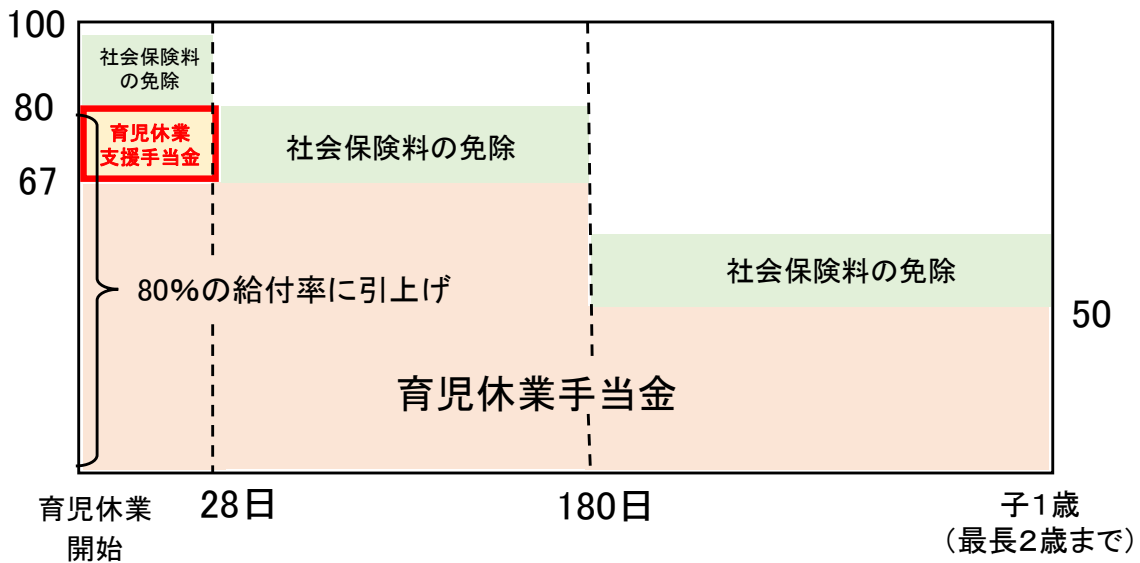 100
社会保険料
の免除
80
育児休業
支援手当金
社会保険料の免除
67
社会保険料の免除
80％の給付率に引上げ
50
育児休業手当金
育児休業
開始
28日
180日
子１歳
（最長２歳まで）